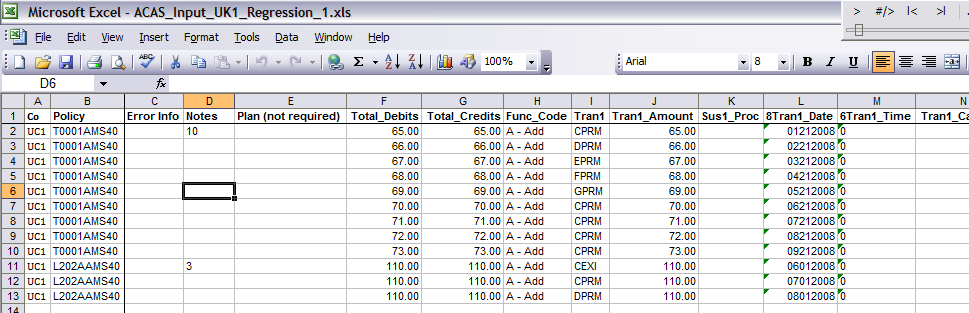 Microsoft Excel - ACAS_Input_UK1_Regression_1.xls
> #/> |< >|
File Edit View Insert Format Tools Data Window Help
ABC Σ A Z Z A 100% Arial 8 B I U
D6 fx
A B C D E F G H I J K L M N
1 Co Policy Error Info Notes Plan (not required) Total_Debits Total_Credits Func_Code Tran1 Tran1_Amount Sus1_Proc 8Tran1_Date 6Tran1_Time Tran1_Ca
2 UC1 T0001AMS40 10 65.00 65.00 A - Add CPRM 65.00 01212008 0
3 UC1 T0001AMS40 66.00 66.00 A - Add DPRM 66.00 02212008 0
4 UC1 T0001AMS40 67.00 67.00 A - Add EPRM 67.00 03212008 0
5 UC1 T0001AMS40 68.00 68.00 A - Add FPRM 68.00 04212008 0
6 UC1 T0001AMS40 69.00 69.00 A - Add GPRM 69.00 05212008 0
7 UC1 T0001AMS40 70.00 70.00 A - Add CPRM 70.00 06212008 0
8 UC1 T0001AMS40 71.00 71.00 A - Add CPRM 71.00 07212008 0
9 UC1 T0001AMS40 72.00 72.00 A - Add CPRM 72.00 08212008 0
10 UC1 T0001AMS40 73.00 73.00 A - Add CPRM 73.00 09212008 0
11 UC1 L202AAMS40 3 110.00 110.00 A - Add CEXI 110.00 06012008 0
12 UC1 L202AAMS40 110.00 110.00 A - Add CPRM 110.00 07012008 0
13 UC1 L202AAMS40 110.00 110.00 A - Add DPRM 110.00 08012008 0
14